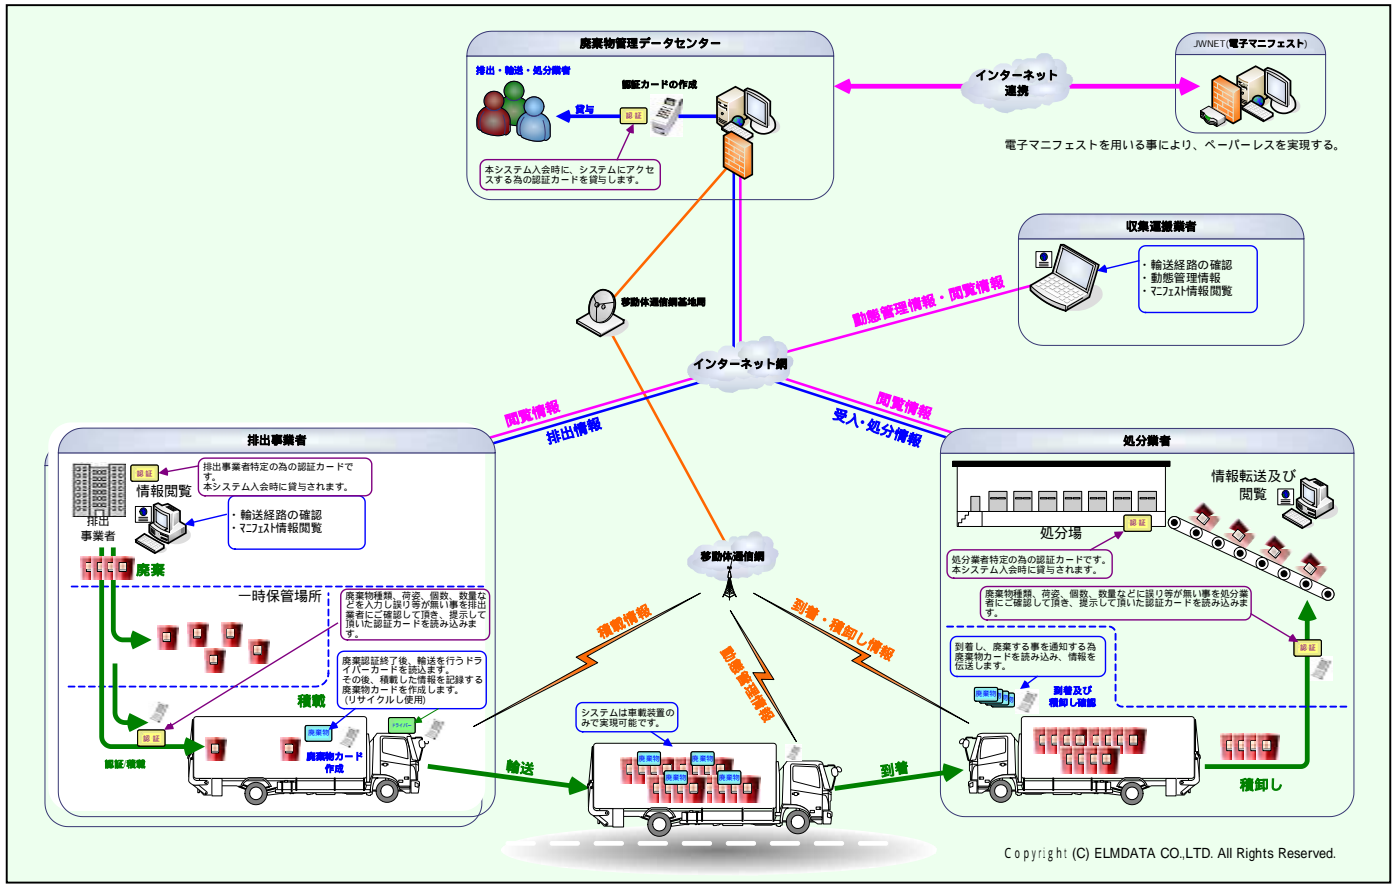 廃棄物管理データセンター
排出・輸送・処分業者
認証カードの作成
貸与
認証
本システム入会時に、システムにアクセ
スする為の認証カードを貸与します。
インターネット
連携
JWNET(電子マニフェスト)
電子マニフェストを用いる事により、ペーパーレスを実現する。
収集運搬業者
・輸送経路の確認
・動態管理情報
・マニフェスト情報閲覧
移動体通信網基地局
動態管理情報・閲覧情報
インターネット網
閲覧情報
排出情報
閲覧情報
受入・処分情報
排出事業者
認証
排出事業者特定の為の認証カードで
す。
本システム入会時に貸与されます。
情報閲覧
・輸送経路の確認
・マニフェスト情報閲覧
排出
事業者
廃棄
一時保管場所
廃棄物種類、荷姿、個数、数量な
どを入力し誤り等が無い事を排出
業者にご確認して頂き、提示して
頂いた認証カードを読み込みま
す。
廃棄認証終了後、輸送を行うドラ
イバーカードを読込ます。
その後、積載した情報を記録する
廃棄物カードを作成します。
(リサイクルし使用)
積載
認証
認証/積載
廃棄物
ドライバー
廃棄物カード
作成
移動体通信網
積載情報
動態管理情報
到着・積卸し情報
輸送
システムは車載装置の
みで実現可能です。
廃棄物
廃棄物
廃棄物
廃棄物
到着
処分業者
情報転送及び
閲覧
処分場
認証
処分業者特定の為の認証カードです。
本システム入会時に貸与されます。
廃棄物種類、荷姿、個数、数量などに誤り等が無い事を処分業
者にご確認して頂き、提示して頂いた認証カードを読み込みま
す。
到着し、廃棄する事を通知する為
廃棄物カードを読み込み、情報を
伝送します。
認証
廃棄物
到着及び
積卸し確認
積卸し
Copyright (C) ELMDATA CO.,LTD. All Rights Reserved.